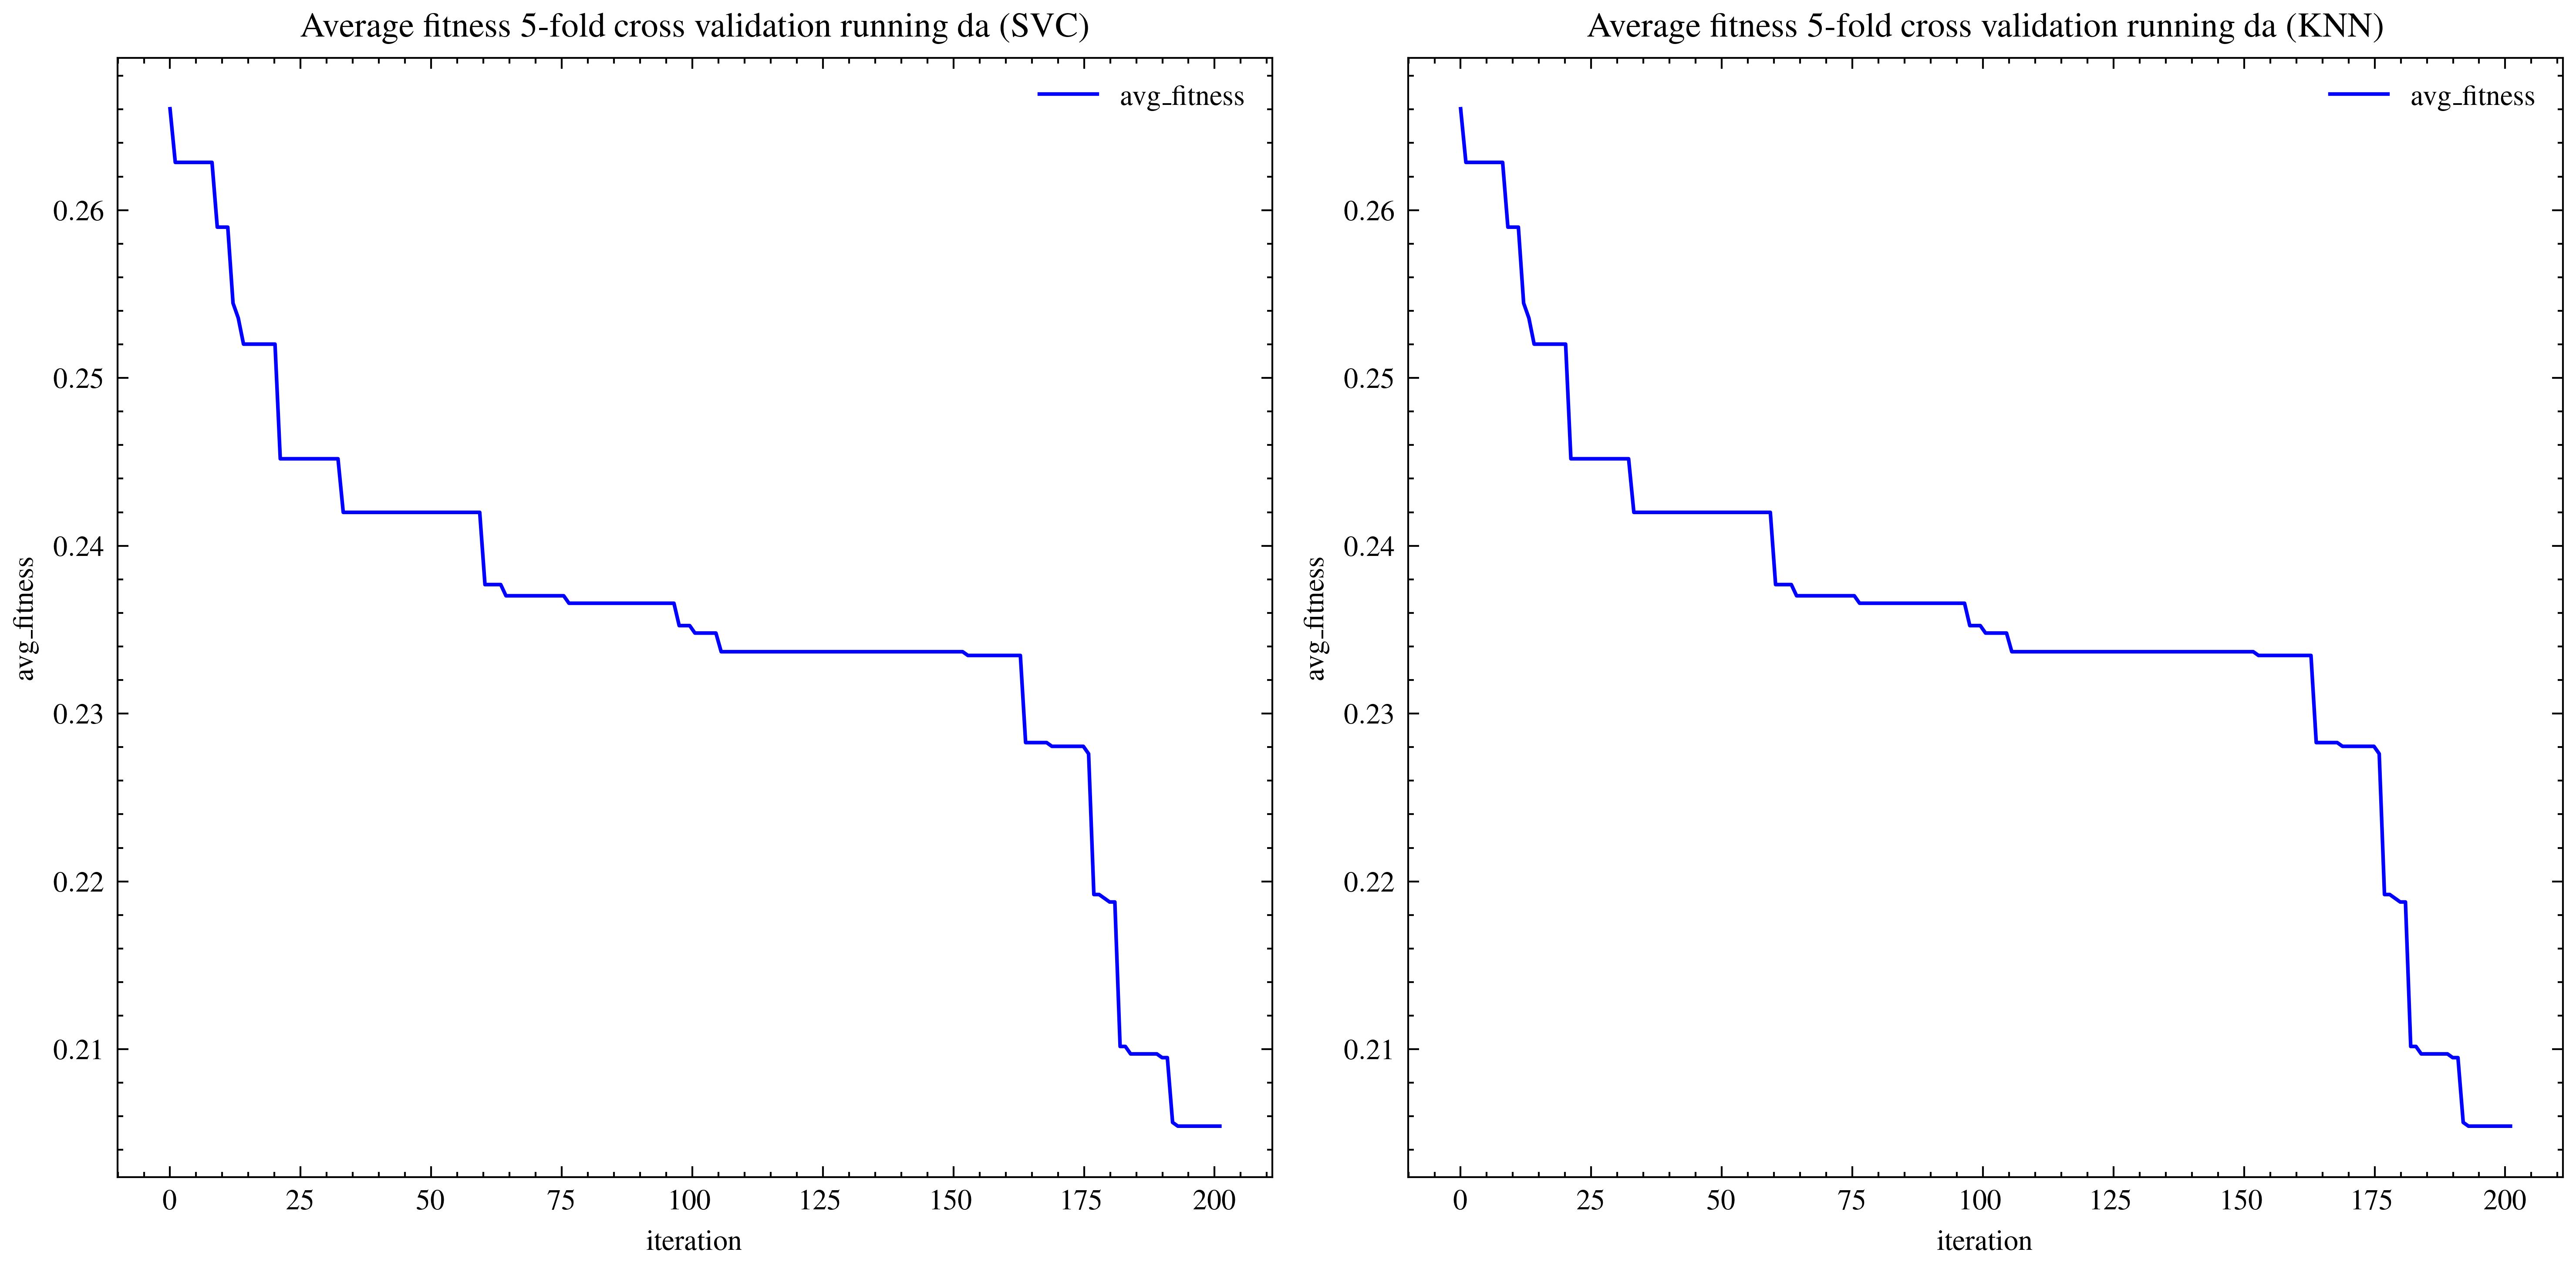 Average fitness 5-fold cross validation running da (SVC)
avg_fitness
0.26
0.25
0.24
0.23
0.22
0.21
avg_fitness
0 25 50 75 100 125 150 175 200
iteration
Average fitness 5-fold cross validation running da (KNN)
avg_fitness
0.26
0.25
0.24
0.23
0.22
0.21
avg_fitness
0 25 50 75 100 125 150 175 200
iteration